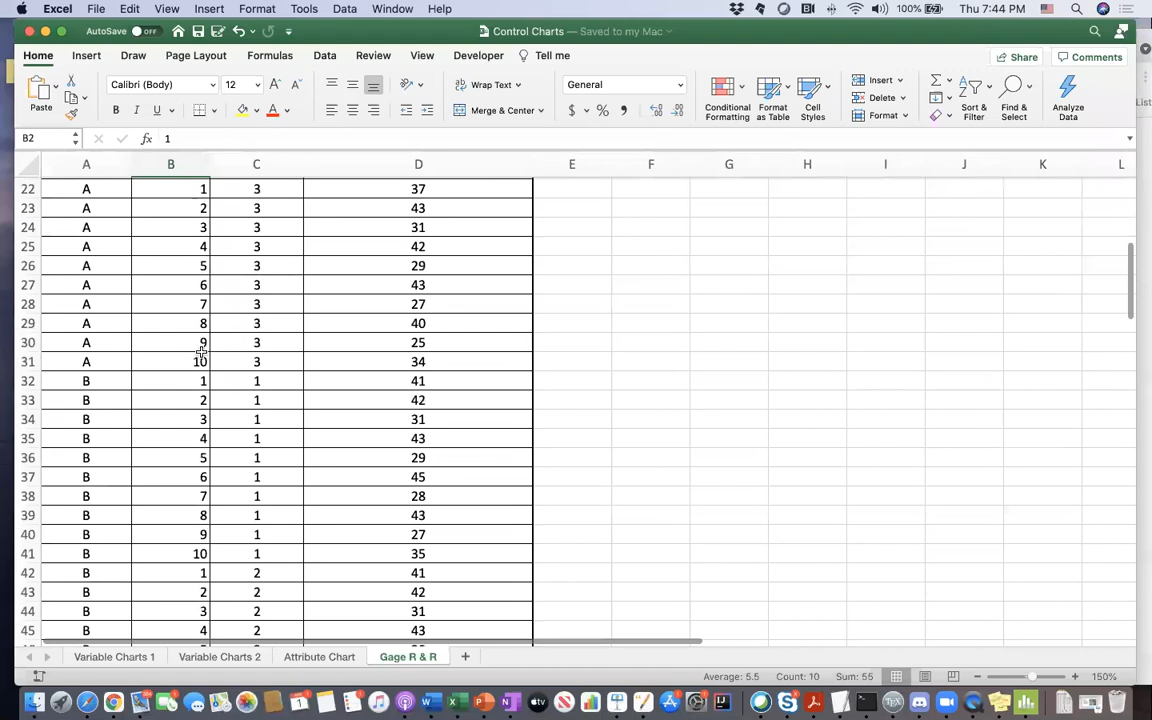 Excel File Edit View Insert Format Tools Data Window Help 100% Thu 7:44 PM
AutoSave OFF Control Charts — Saved to my Mac
Home Insert Draw Page Layout Formulas Data Review View Developer Tell me Share Comments
Paste Calibri (Body) 12 Wrap Text General Insert
B I U Merge & Center $ % Conditional Formatting Format as Table Cell Styles Delete Format Sort & Filter Find & Select Analyze Data
B2 fx 1
A B C D E F G H I J K L
22 A 1 3 37
23 A 2 3 43
24 A 3 3 31
25 A 4 3 42
26 A 5 3 29
27 A 6 3 43
28 A 7 3 27
29 A 8 3 40
30 A 9 3 25
31 A 10 3 34
32 B 1 1 41
33 B 2 1 42
34 B 3 1 31
35 B 4 1 43
36 B 5 1 29
37 B 6 1 45
38 B 7 1 28
39 B 8 1 43
40 B 9 1 27
41 B 10 1 35
42 B 1 2 41
43 B 2 2 42
44 B 3 2 31
45 B 4 2 43
Variable Charts 1 Variable Charts 2 Attribute Chart Gage R & R
Average: 5.5 Count: 10 Sum: 55 150%